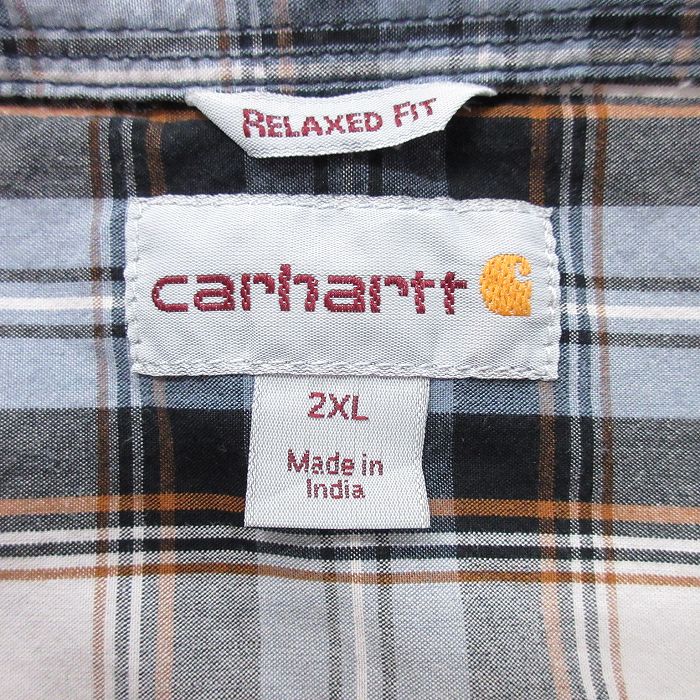 RELAXED FIT
carhartt
2XL
Made in
India